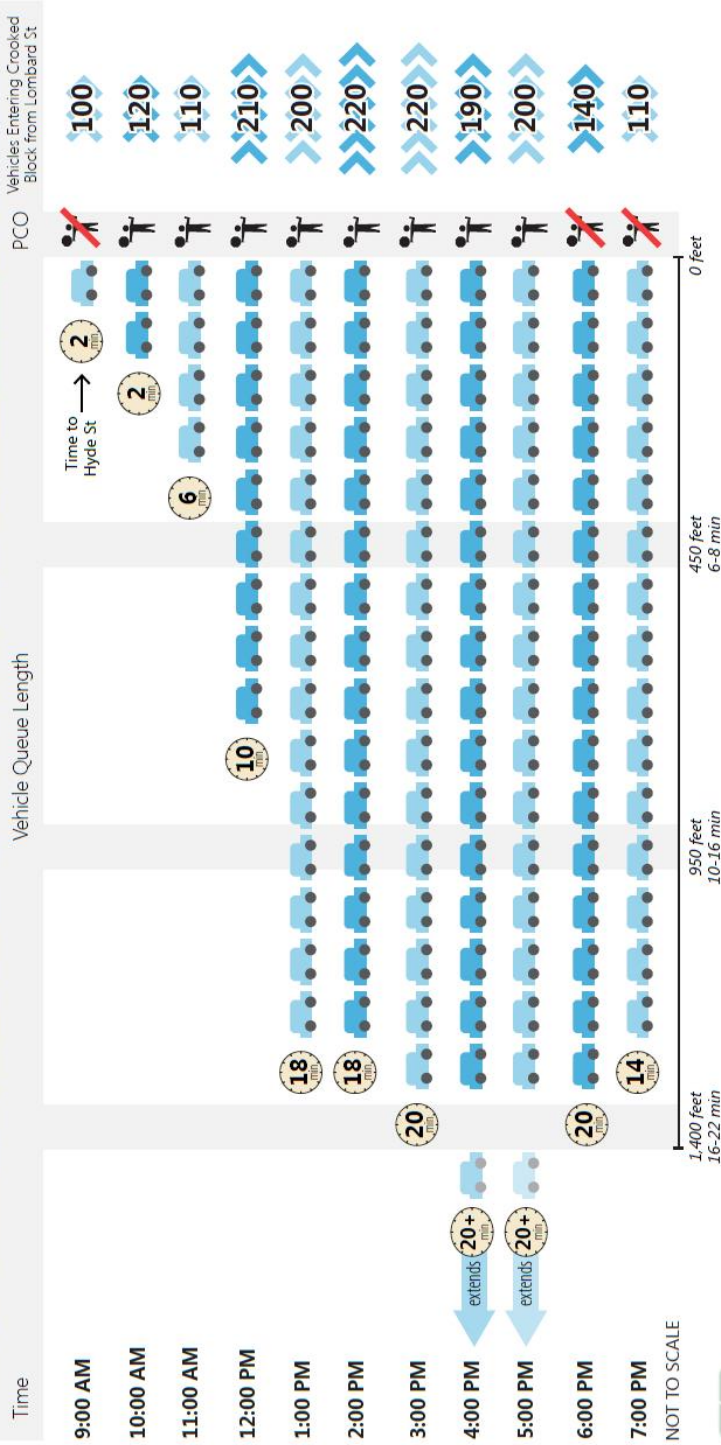 Time
Vehicle Queue Length
PCO
Vehicles Entering Crooked
Block from Lombard St
9:00 AM
Time to
Hyde St
2 min
100
10:00 AM
2 min
120
11:00 AM
6 min
110
12:00 PM
10 min
210
1:00 PM
18 min
200
2:00 PM
18 min
220
3:00 PM
20 min
220
4:00 PM
extends
20+ min
190
5:00 PM
extends
20+ min
200
6:00 PM
20 min
140
7:00 PM
14 min
110
NOT TO SCALE
1,400 feet
16-22 min
950 feet
10-16 min
450 feet
6-8 min
0 feet